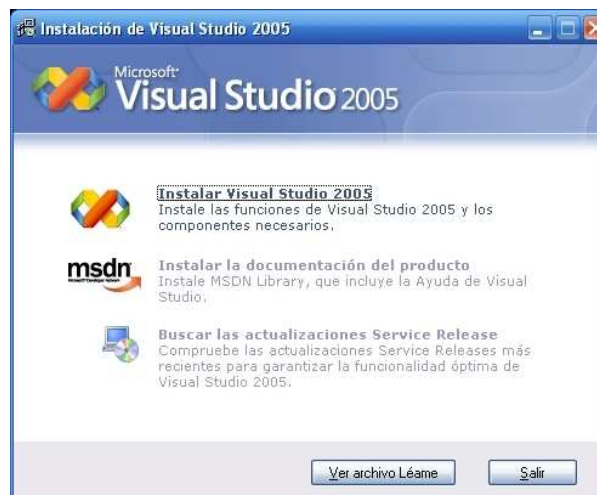 Instalación de Visual Studio 2005
Microsoft
Visual Studio 2005
Instalar Visual Studio 2005
Instale las funciones de Visual Studio 2005 y los
componentes necesarios.
msdn
Instalar la documentación del producto
Instale MSDN Library, que incluye la Ayuda de Visual
Studio.
Buscar las actualizaciones Service Release
Compruebe las actualizaciones Service Releases más
recientes para garantizar la funcionalidad óptima de
Visual Studio 2005.
Ver archivo Léame
Salir